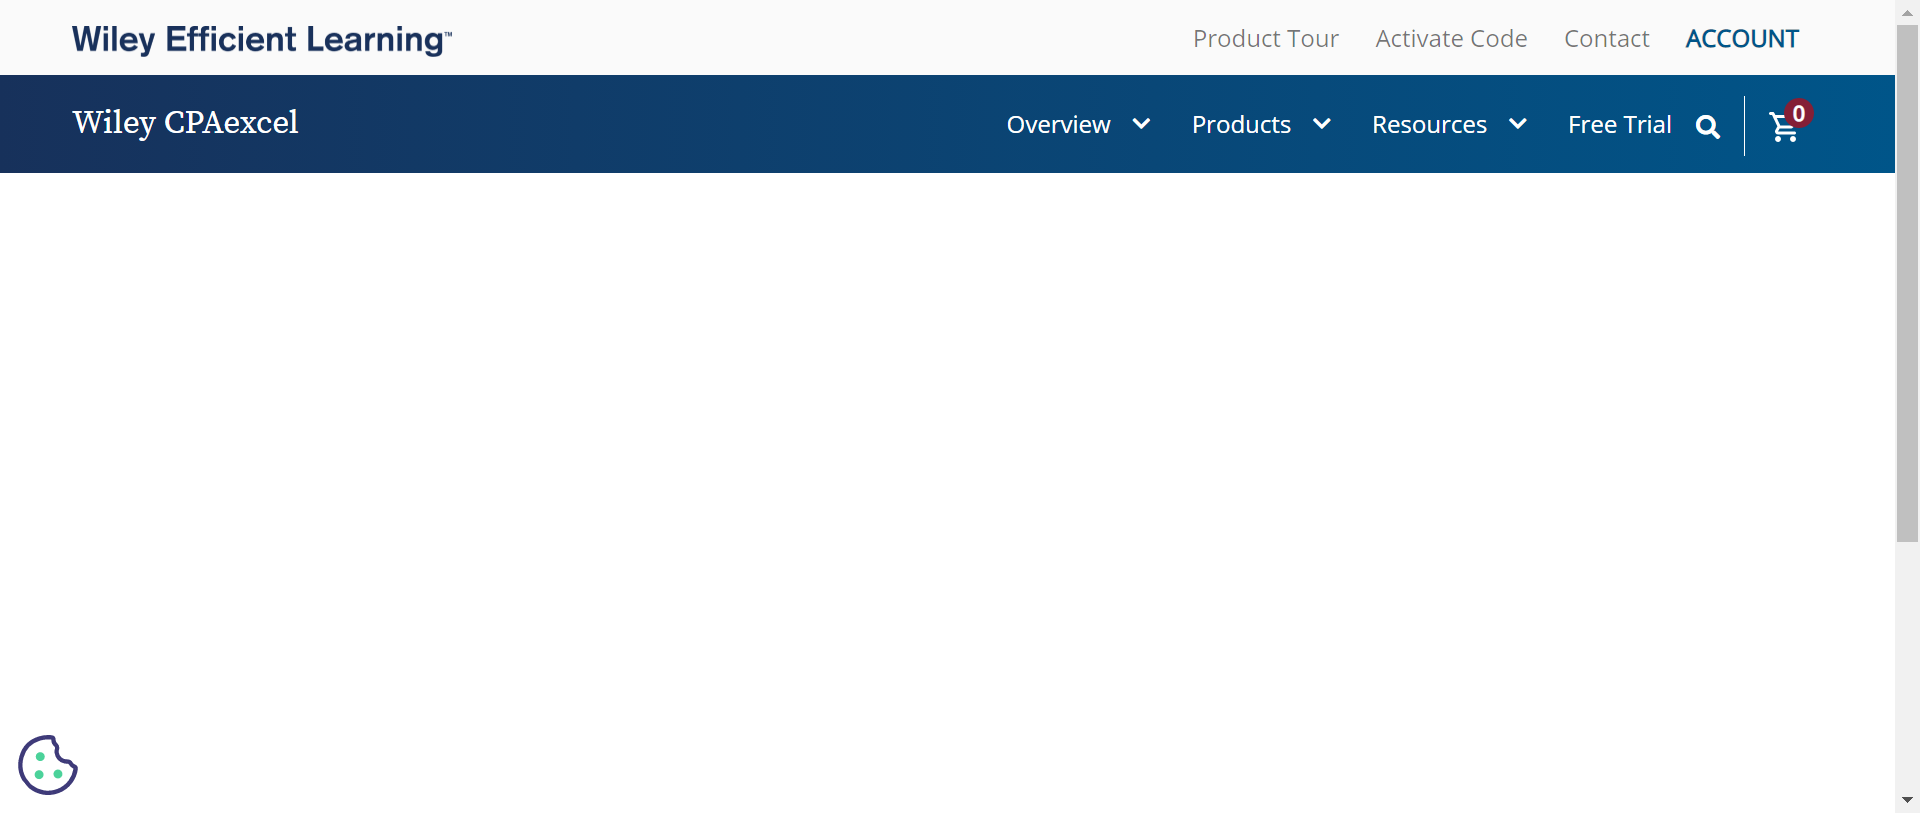 Wiley Efficient Learning™
Product Tour Activate Code Contact ACCOUNT
Wiley CPAexcel
Overview Products Resources Free Trial 0